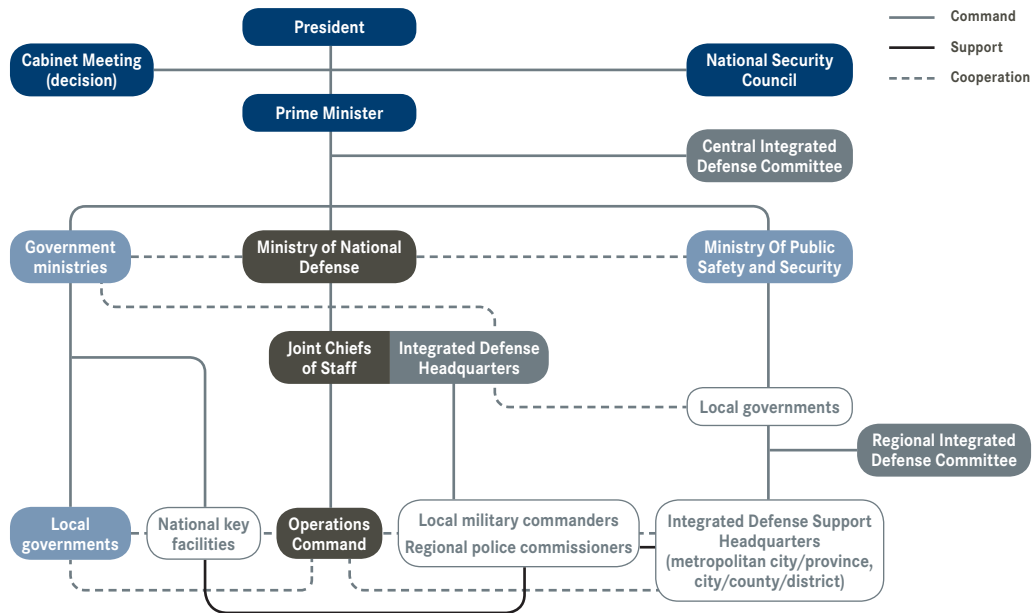 President
Command
Support
Cooperation
Cabinet Meeting
(decision)
National Security
Council
Prime Minister
Central Integrated
Defense Committee
Government
ministries
Ministry of National
Defense
Ministry Of Public
Safety and Security
Joint Chiefs
of Staff
Integrated Defense
Headquarters
Local governments
Regional Integrated
Defense Committee
Local
governments
National key
facilities
Operations
Command
Local military commanders
Regional police commissioners
Integrated Defense Support
Headquarters
(metropolitan city/province,
city/county/district)